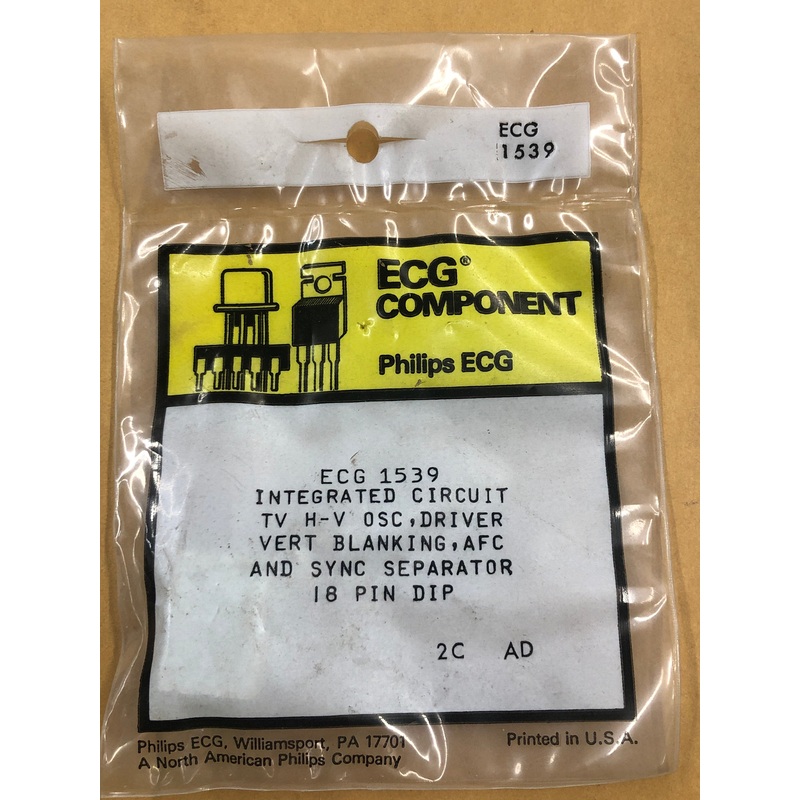 ECG
1539
ECG®
COMPONENT
Philips ECG
ECG 1539
INTEGRATED CIRCUIT
TV H-V OSC,DRIVER
VERT BLANKING,AFC
AND SYNC SEPARATOR
18 PIN DIP
2C AD
Philips ECG, Williamsport, PA 17701 Printed in U.S.A.
A North American Philips Company